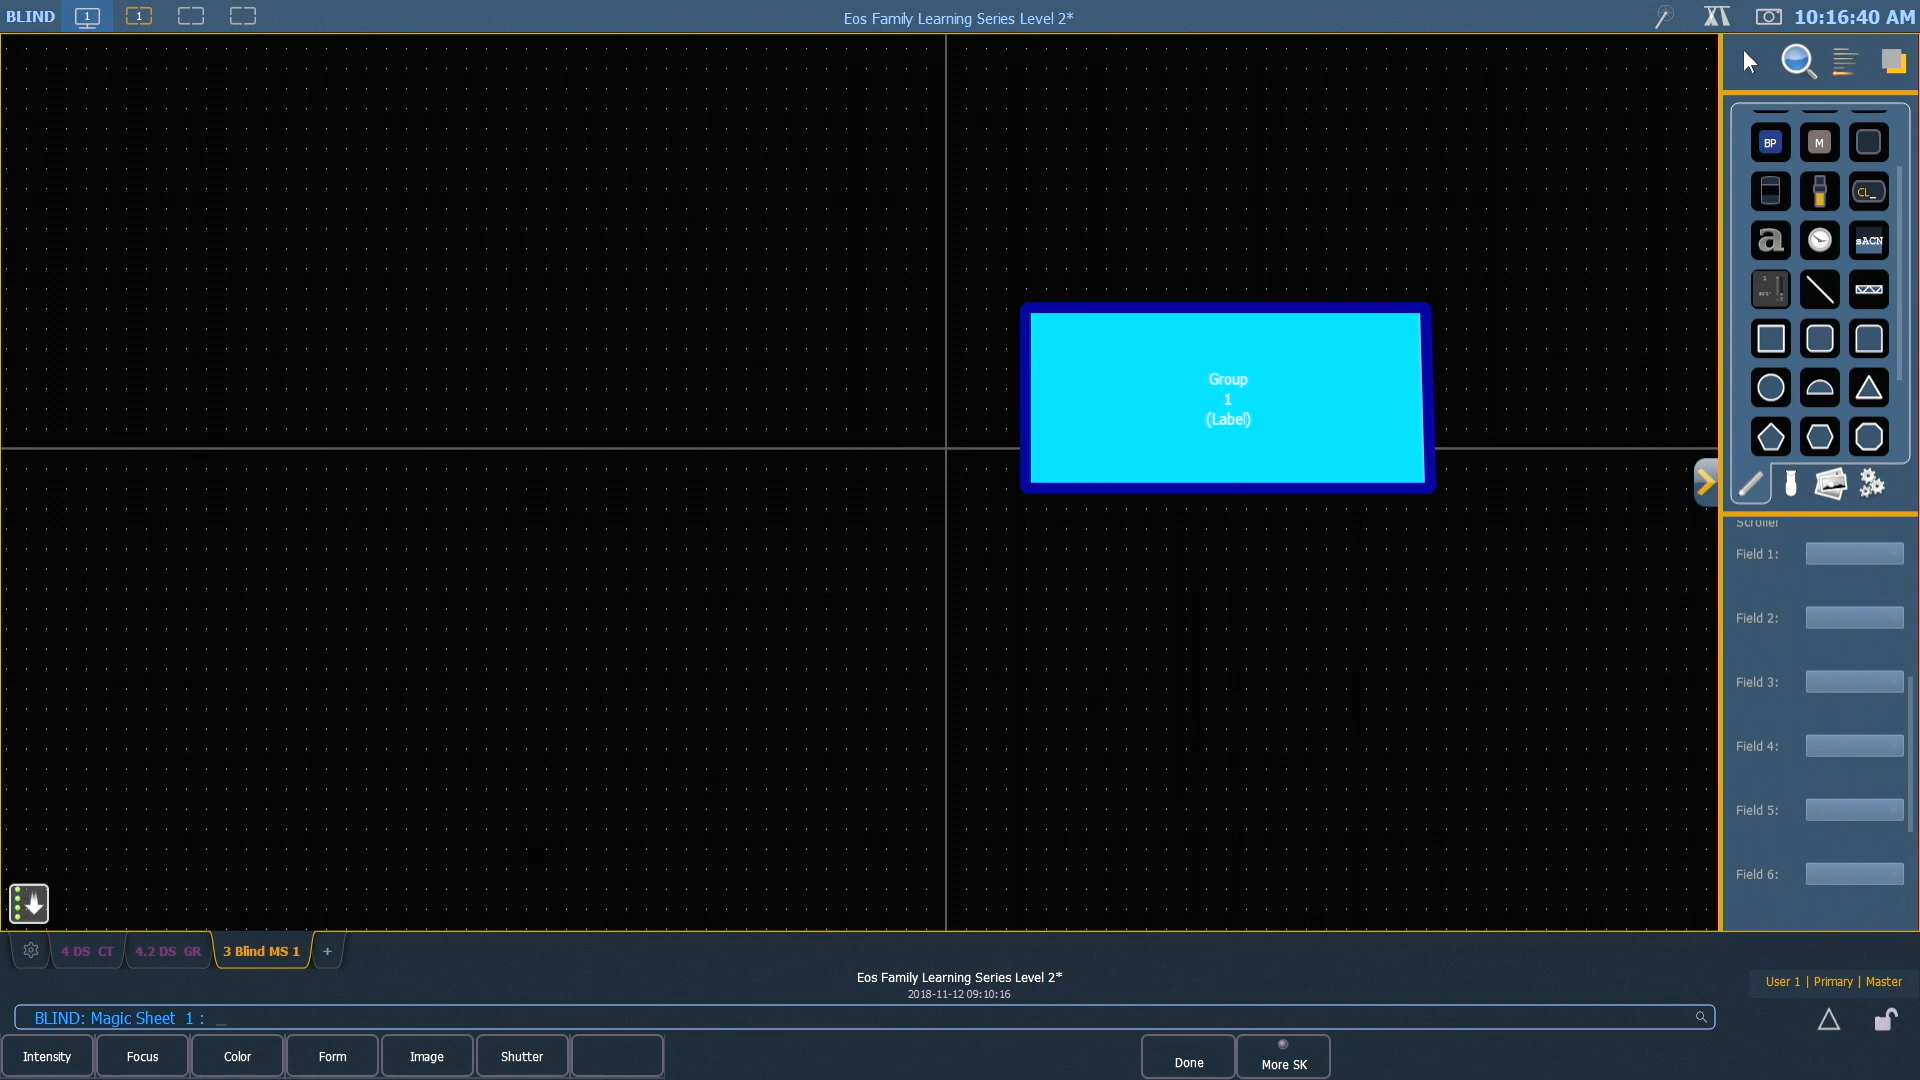 BLIND
1
1
Eos Family Learning Series Level 2*
10:16:40 AM
BP
M
CL_
a
sACN
Group
1
(Label)
Scroller
Field 1:
Field 2:
Field 3:
Field 4:
Field 5:
Field 6:
4 DS CT
4.2 DS GR
3 Blind MS 1
+
Eos Family Learning Series Level 2*
2018-11-12 09:10:16
User 1 | Primary | Master
BLIND: Magic Sheet 1 : _
Intensity
Focus
Color
Form
Image
Shutter
Done
More SK